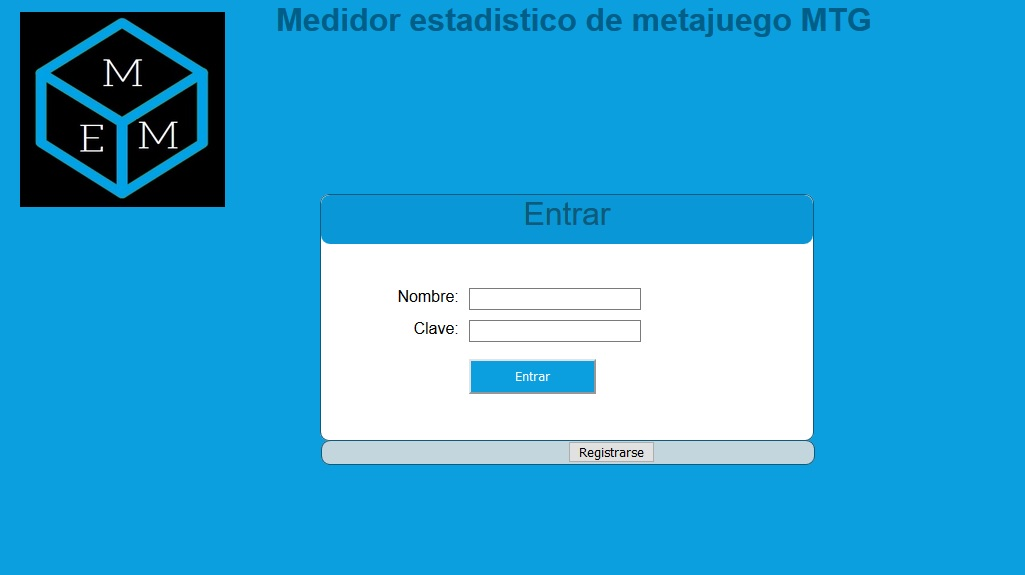 Medidor estadistico de metajuego MTG
M
E M
Entrar
Nombre:
Clave:
Entrar
Registrarse